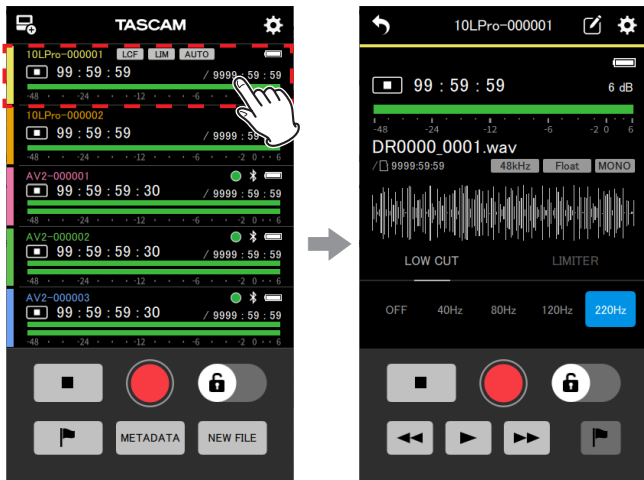 TASCAM
10LPro-000001 LCF LIM AUTO
99 : 59 : 59 / 9999 : 59 : 59
-48 -24 -12 -6 -2 0 6
10LPro-000002
99 : 59 : 59 / 9999 : 59 : 59
-48 -24 -12 -6 -2 0 6
AV2-000001
99 : 59 : 59 : 30 / 9999 : 59 : 59
-48 -24 -12 -6 -2 0 6
AV2-000002
99 : 59 : 59 : 30 / 9999 : 59 : 59
-48 -24 -12 -6 -2 0 6
AV2-000003
99 : 59 : 59 : 30 / 9999 : 59 : 59
-48 -24 -12 -6 -2 0 6
METADATA NEW FILE
10LPro-000001
99 : 59 : 59 6 dB
-48 -24 -12 -6 -2 0 6
DR0000_0001.wav
/ 9999:59:59 48kHz Float MONO
LOW CUT LIMITER
OFF 40Hz 80Hz 120Hz 220Hz